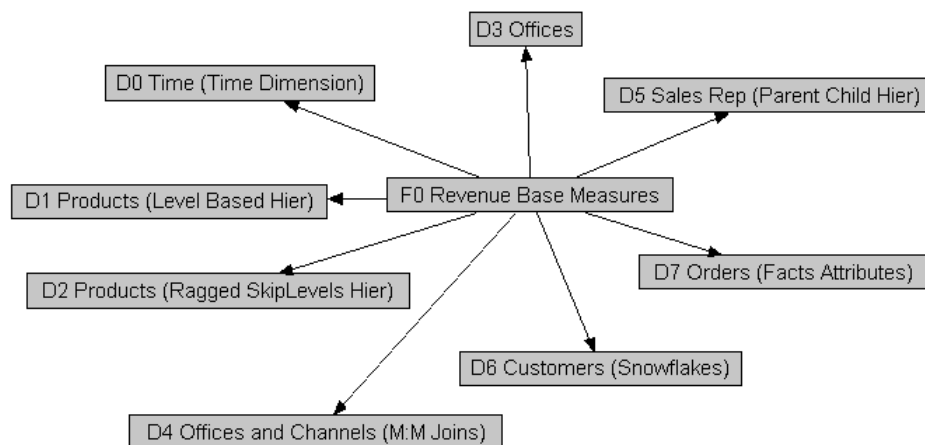 D3 Offices
D0 Time (Time Dimension)
D5 Sales Rep (Parent Child Hier)
D1 Products (Level Based Hier)
F0 Revenue Base Measures
D2 Products (Ragged SkipLevels Hier)
D7 Orders (Facts Attributes)
D6 Customers (Snowflakes)
D4 Offices and Channels (M:M Joins)